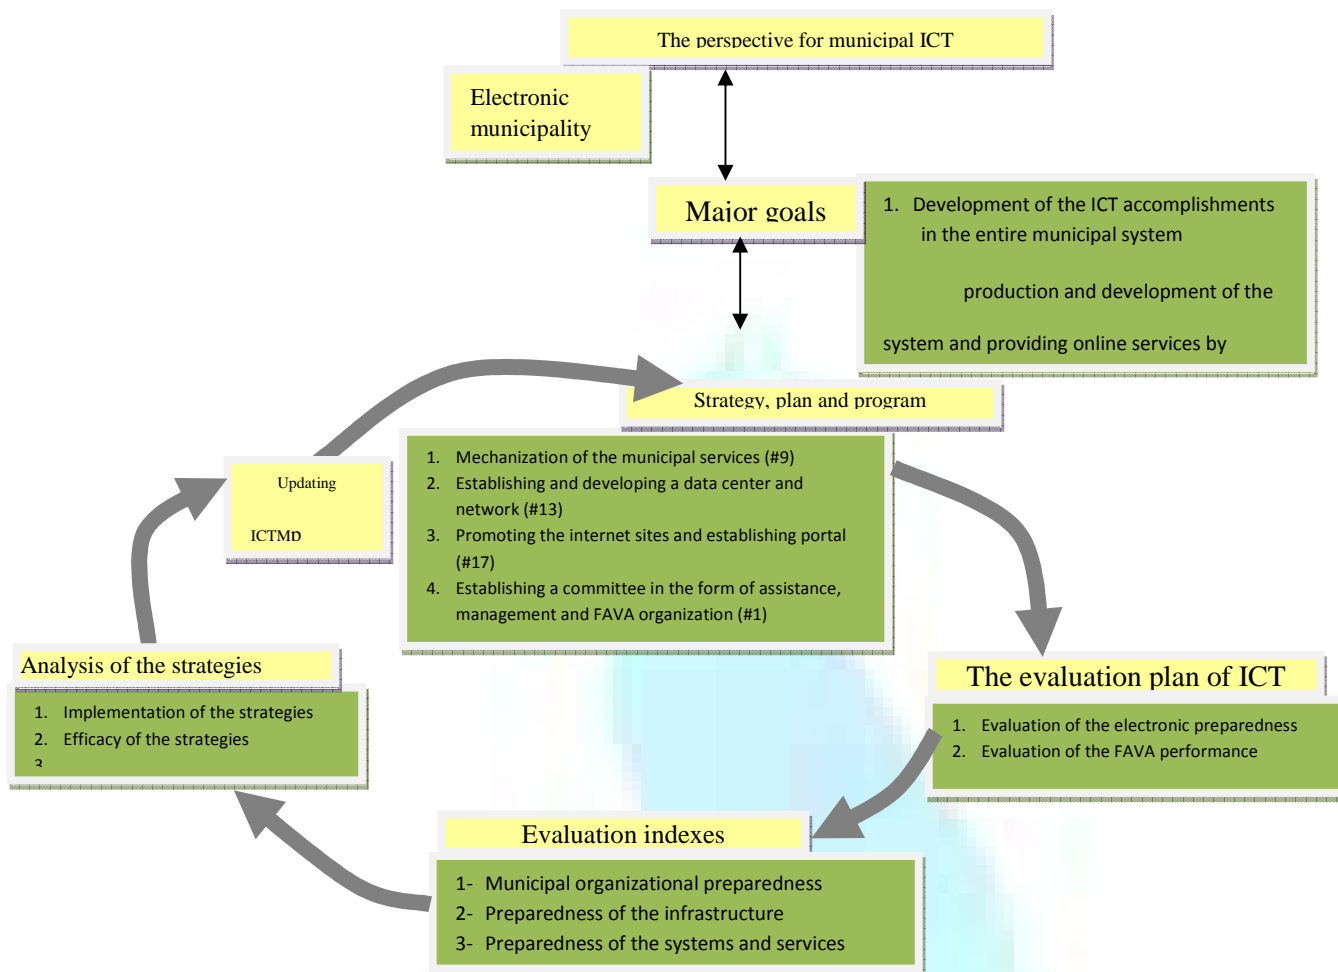 The perspective for municipal ICT
Electronic
municipality
Major goals
1. Development of the ICT accomplishments
in the entire municipal system
production and development of the
system and providing online services by
Strategy, plan and program
1. Mechanization of the municipal services (#9)
2. Establishing and developing a data center and
network (#13)
3. Promoting the internet sites and establishing portal
(#17)
4. Establishing a committee in the form of assistance,
management and FAVA organization (#1)
Updating
ICTMP
Analysis of the strategies
1. Implementation of the strategies
2. Efficacy of the strategies
3
The evaluation plan of ICT
1. Evaluation of the electronic preparedness
2. Evaluation of the FAVA performance
Evaluation indexes
1- Municipal organizational preparedness
2- Preparedness of the infrastructure
3- Preparedness of the systems and services